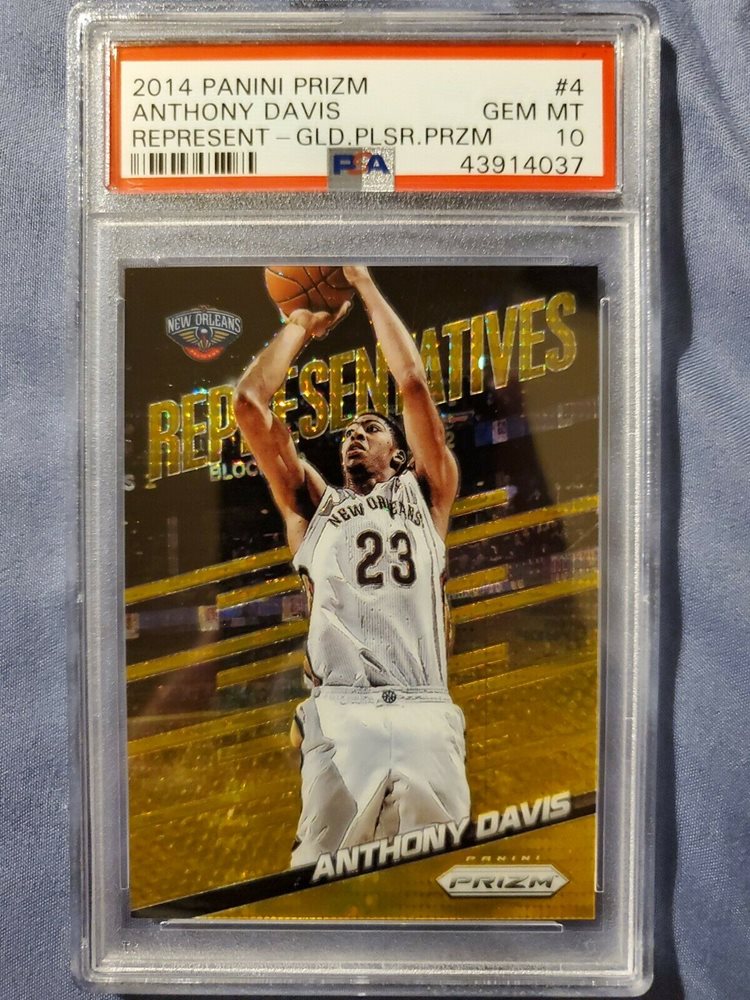 2014 PANINI PRIZM #4
ANTHONY DAVIS GEM MT
REPRESENT-GLD.PLSR.PRZM 10
PSA 43914037
NEW ORLEANS
REPRESENTATIVES
NEW ORLEANS
23
ANTHONY DAVIS
PANINI
PRIZM